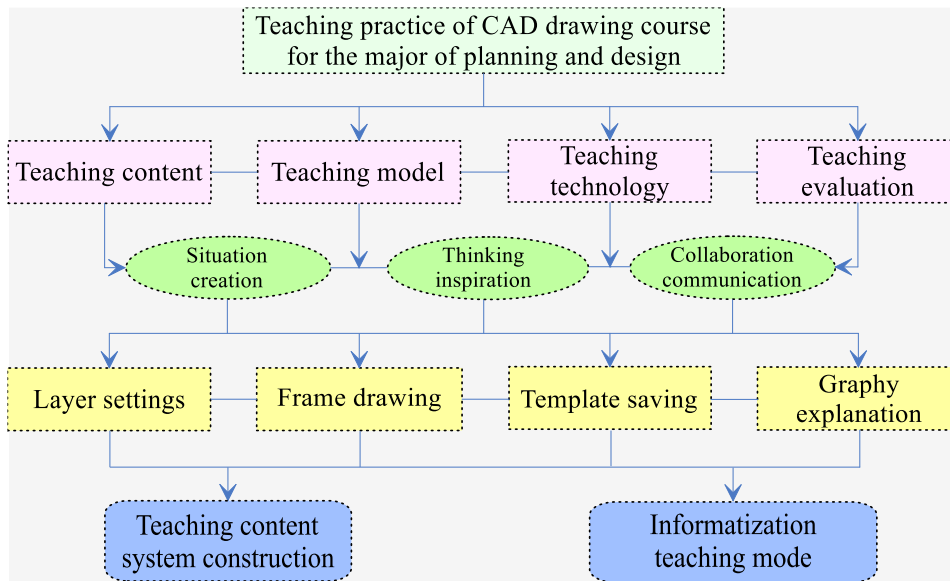 Teaching practice of CAD drawing course
for the major of planning and design
Teaching content
Teaching model
Teaching
technology
Teaching
evaluation
Situation
creation
Thinking
inspiration
Collaboration
communication
Layer settings
Frame drawing
Template saving
Graphy
explanation
Teaching content
system construction
Informatization
teaching mode